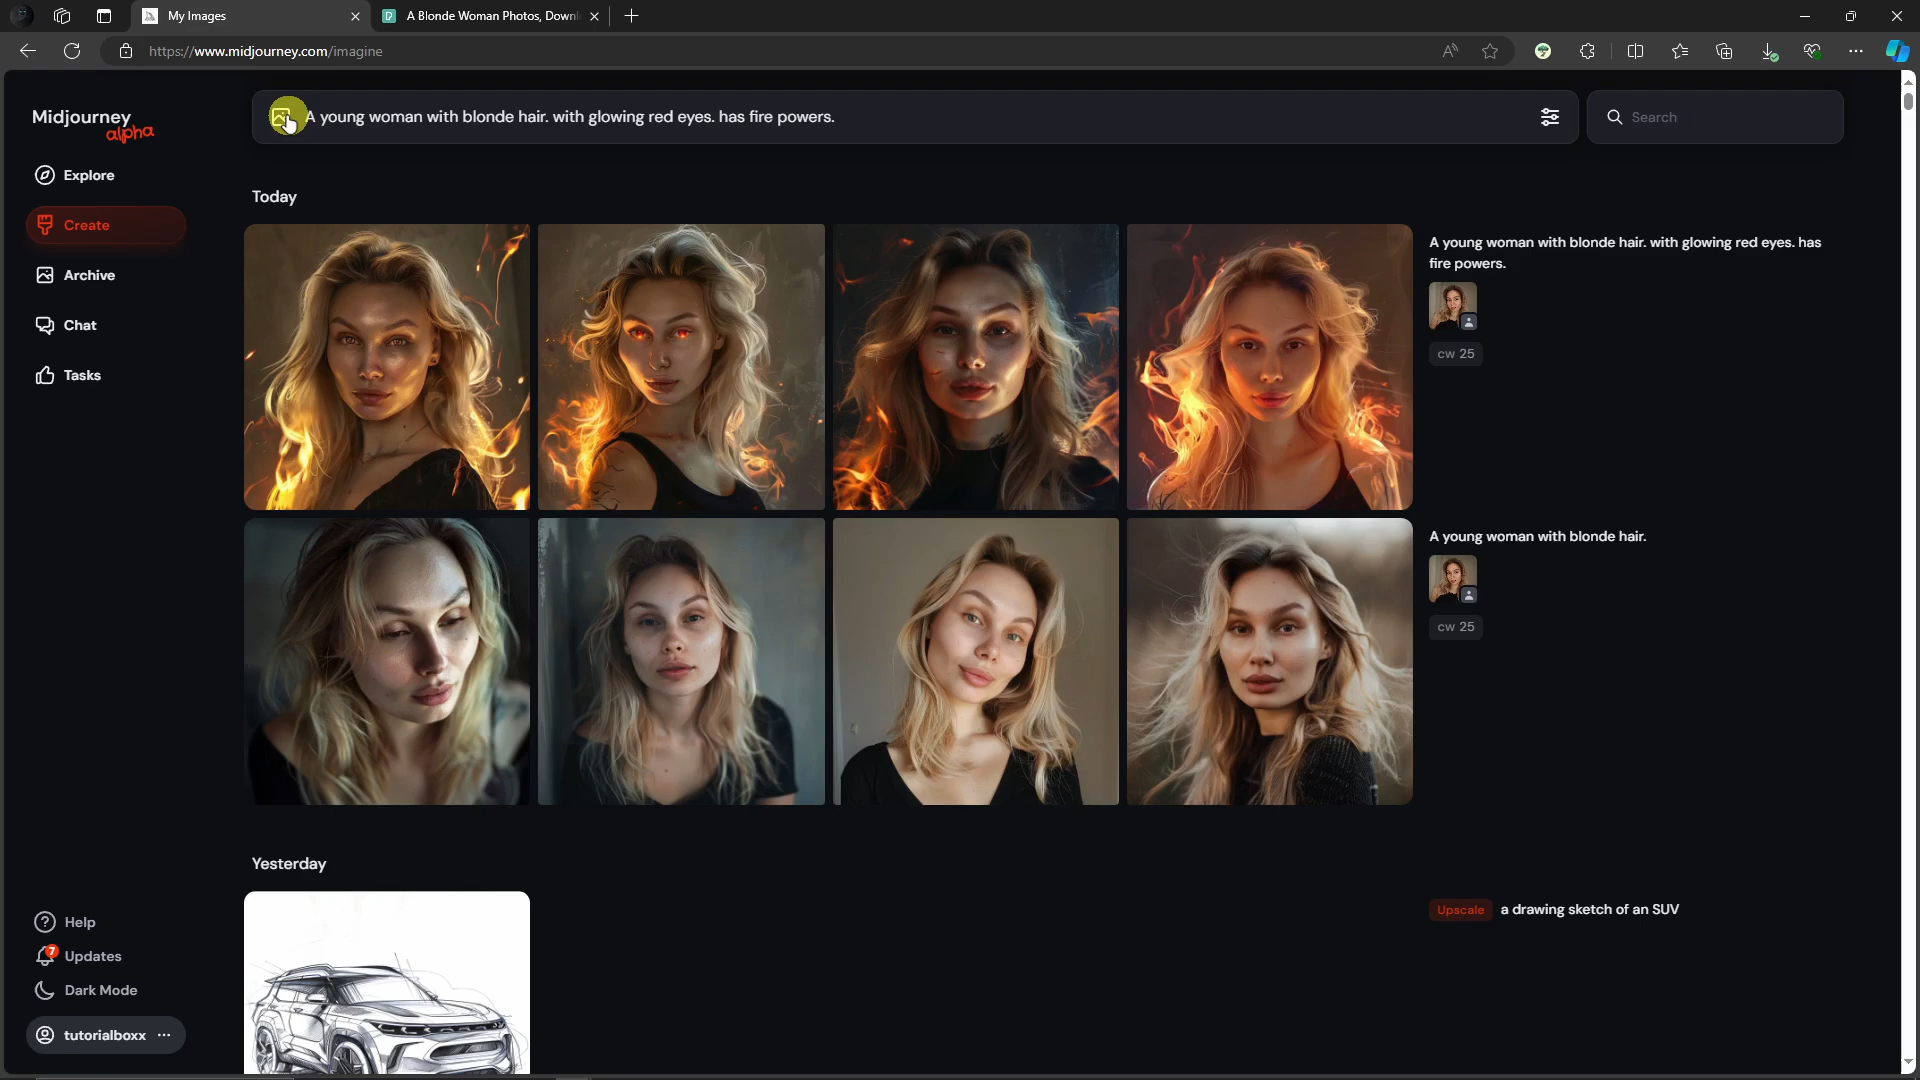 My Images
A Blonde Woman Photos, Downl
https://www.midjourney.com/imagine
Midjourney
alpha
A young woman with blonde hair. with glowing red eyes. has fire powers.
Search
Explore
Create
Archive
Chat
Tasks
Today
A young woman with blonde hair. with glowing red eyes. has
fire powers.
cw 25
A young woman with blonde hair.
cw 25
Yesterday
Upscale a drawing sketch of an SUV
Help
7
Updates
Dark Mode
tutorialboxx